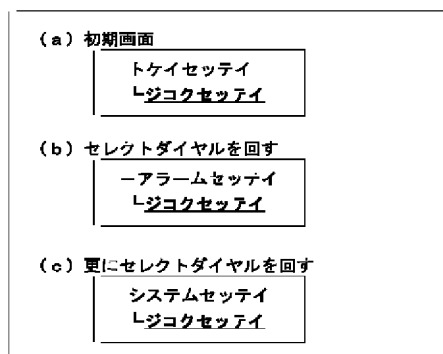 （a）初期画面
トケイセッテイ
┗ジコクセッテイ
（b）セレクトダイヤルを回す
ーアラームセッテイ
┗ジコクセッテイ
（c）更にセレクトダイヤルを回す
システムセッテイ
┗ジコクセッテイ